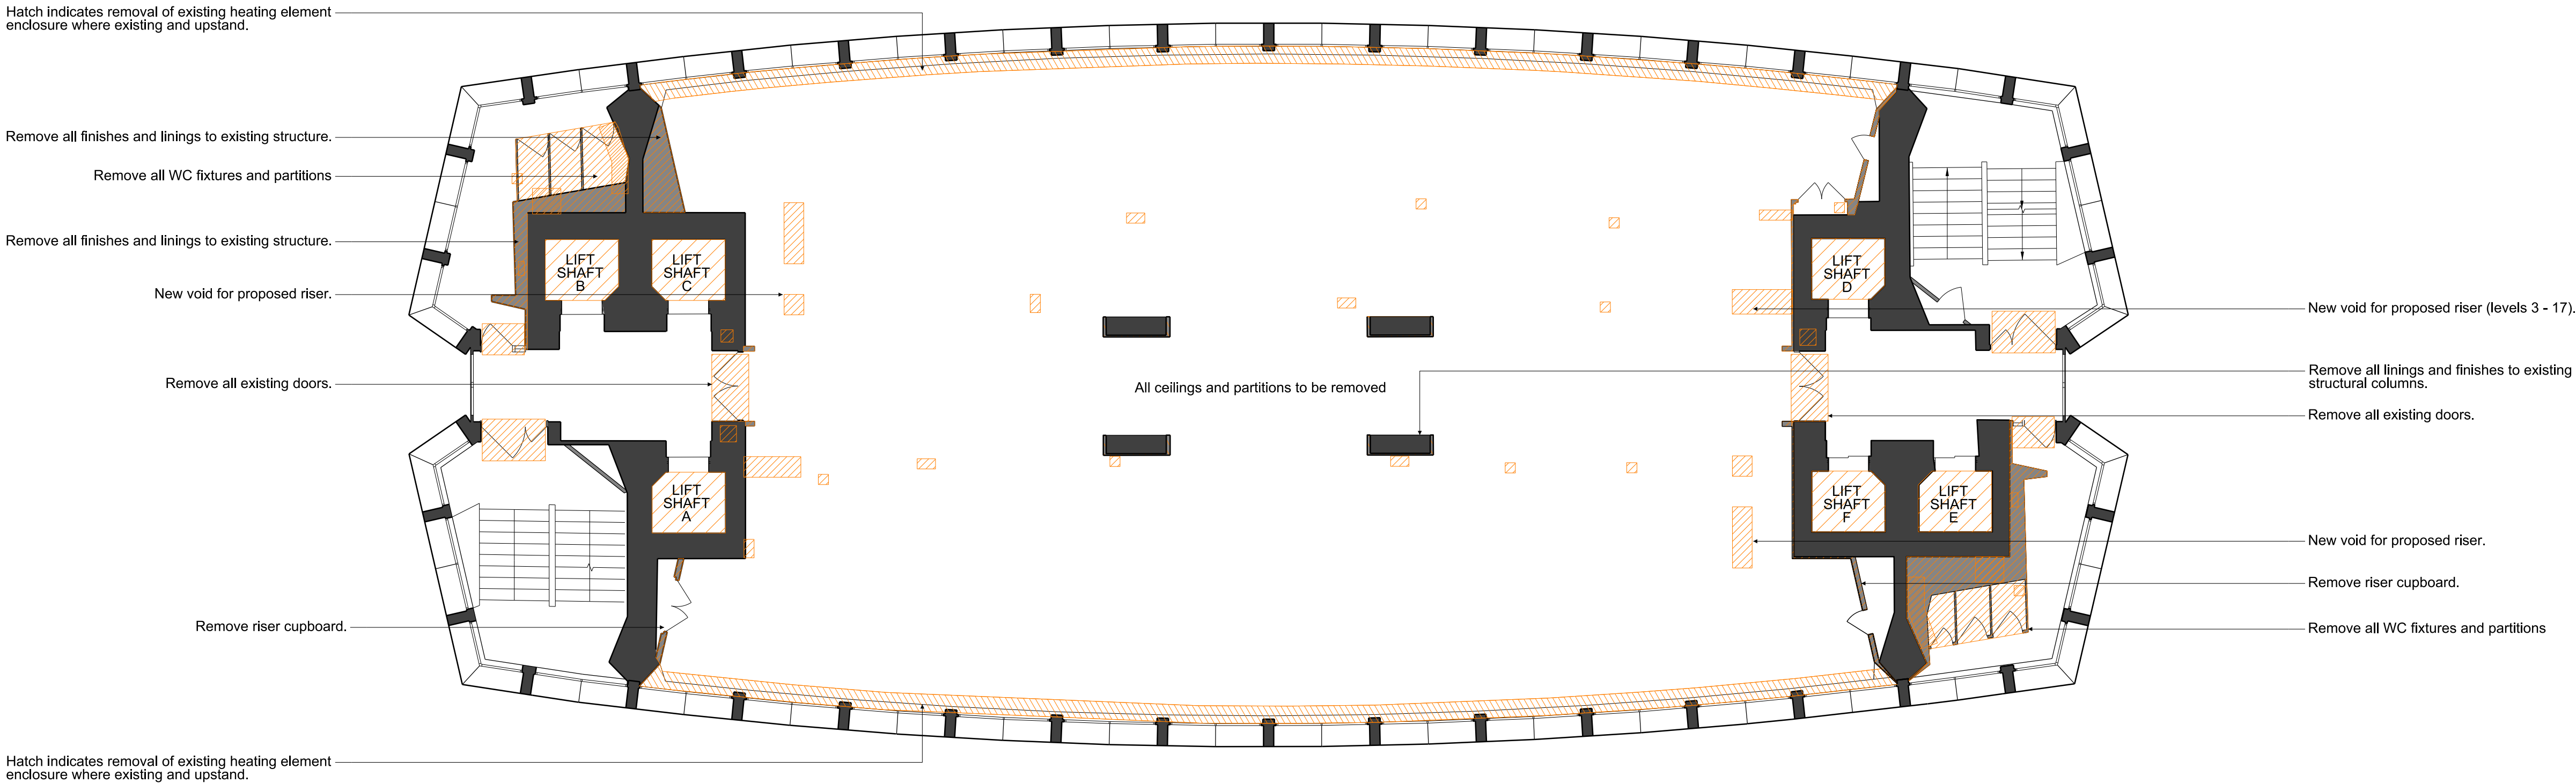 Hatch indicates removal of existing heating element
enclosure where existing and upstand.
Remove all finishes and linings to existing structure.
Remove all WC fixtures and partitions
Remove all finishes and linings to existing structure.
New void for proposed riser.
Remove all existing doors.
Remove riser cupboard.
Hatch indicates removal of existing heating element
enclosure where existing and upstand.
LIFT
SHAFT
B
LIFT
SHAFT
C
LIFT
SHAFT
A
All ceilings and partitions to be removed
LIFT
SHAFT
D
LIFT
SHAFT
F
LIFT
SHAFT
E
New void for proposed riser (levels 3 - 17).
Remove all linings and finishes to existing
structural columns.
Remove all existing doors.
New void for proposed riser.
Remove riser cupboard.
Remove all WC fixtures and partitions